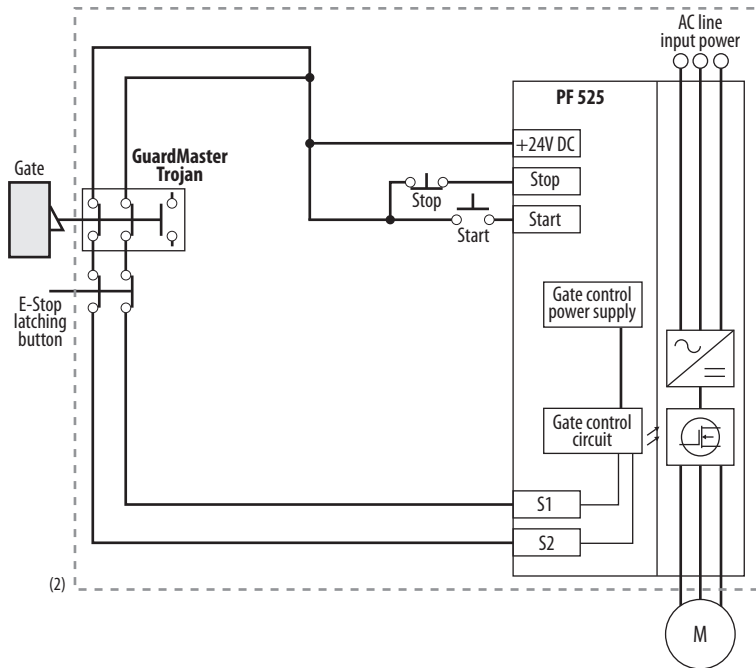 AC line
input power
PF 525
GuardMaster
Trojan
Gate
+24V DC
Stop
Stop
Start
Start
E-Stop
latching
button
Gate control
power supply
Gate control
circuit
S1
S2
(2)
M